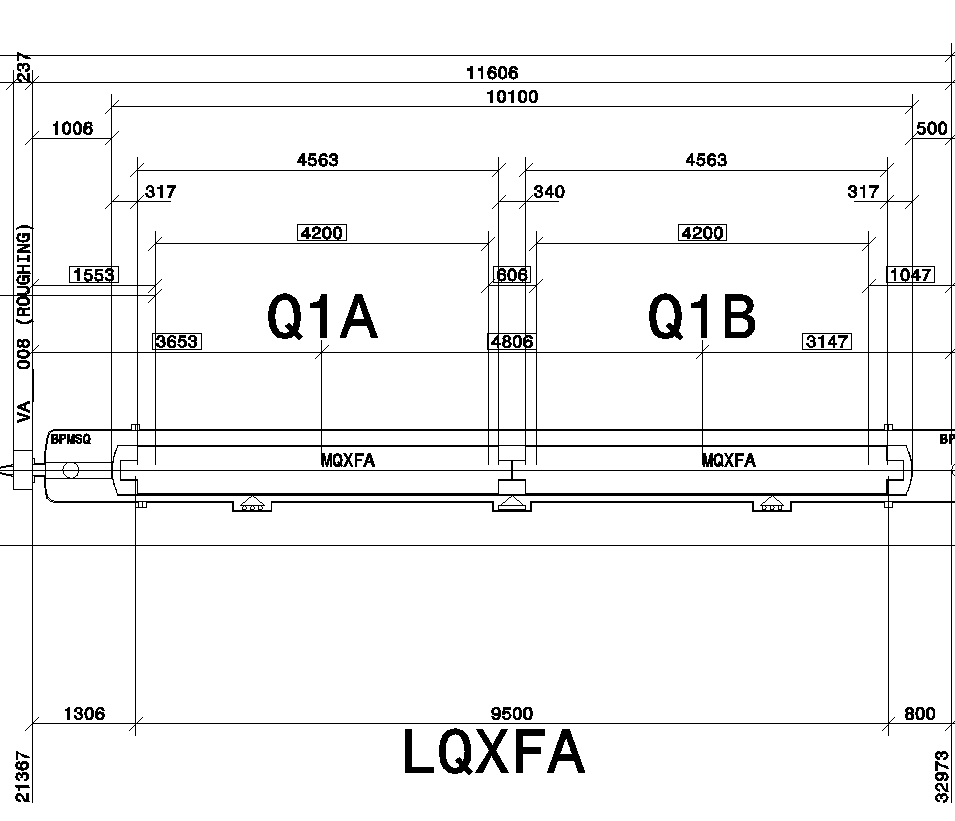 237
11606
10100
1006
500
4563
4563
317
340
317
4200
4200
1553
606
1047
VA 008 (ROUGHING)
Q1A
Q1B
3653
4806
3147
BPMSQ
BP
MQXFA
MQXFA
1306
9500
800
LQXFA
21367
32973